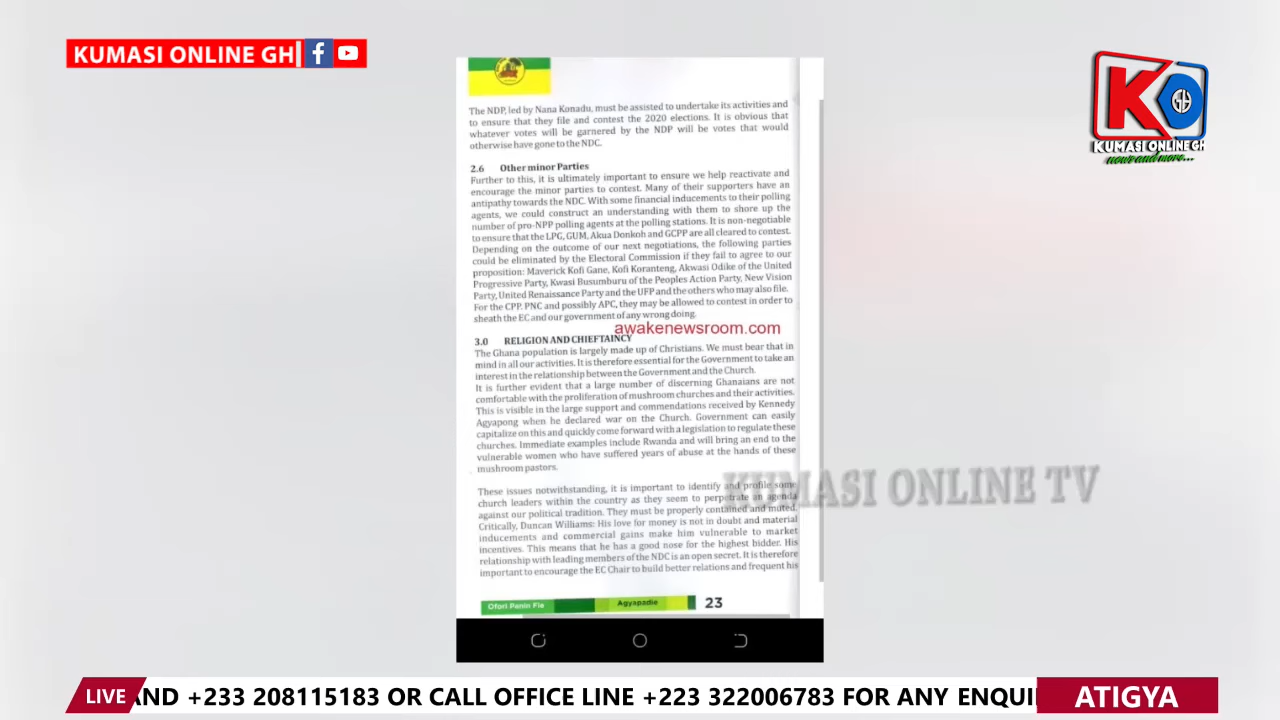 KUMASI ONLINE GH
KO
GH
KUMASI ONLINE GH
news and more...
The NDP, led by Nana Konadu, must be assisted to undertake its activities and
to ensure that they file and contest the 2020 elections. It is obvious that
whatever votes will be garnered by the NDP will be votes that would
otherwise have gone to the NDC.
2.6 Other minor Parties
Further to this, it is ultimately important to ensure we help reactivate and
encourage the minor parties to contest. Many of their supporters have an
antipathy towards the NDC. With some financial inducements to their polling
agents, we could construct an understanding with them to shore up the
number of pro-NPP polling agents at the polling stations. It is non-negotiable
to ensure that the LPG, GUM, Akua Donkoh and GCPP are all cleared to contest.
Depending on the outcome of our next negotiations, the following parties
could be eliminated by the Electoral Commission if they fail to agree to our
proposition: Maverick Kofi Gane, Kofi Koranteng, Akwasi Odike of the United
Progressive Party, Kwasi Busumburu of the Peoples Action Party, New Vision
Party, United Renaissance Party and the UFP and the others who may also file.
For the CPP, PNC and possibly APC, they may be allowed to contest in order to
sheath the EC and our government of any wrong doing.
awakenewsroom.com
3.0 RELIGION AND CHIEFTAINCY
The Ghana population is largely made up of Christians. We must bear that in
mind in all our activities. It is therefore essential for the Government to take an
interest in the relationship between the Government and the Church.
It is further evident that a large number of discerning Ghanaians are not
comfortable with the proliferation of mushroom churches and their activities.
This is visible in the large support and commendations received by Kennedy
Agyapong when he declared war on the Church. Government can easily
capitalize on this and quickly come forward with a legislation to regulate these
churches. Immediate examples include Rwanda and will bring an end to the
vulnerable women who have suffered years of abuse at the hands of these
mushroom pastors.
KUMASI ONLINE TV
These issues notwithstanding, it is important to identify and profile some
church leaders within the country as they seem to perpetrate an agenda
against our political tradition. They must be properly contained and muted.
Critically, Duncan Williams: His love for money is not in doubt and material
inducements and commercial gains make him vulnerable to market
incentives. This means that he has a good nose for the highest bidder. His
relationship with leading members of the NDC is an open secret. It is therefore
important to encourage the EC Chair to build better relations and frequent his
Ofori Panin Fie Agyapadie 23
LIVE AND +233 208115183 OR CALL OFFICE LINE +223 322006783 FOR ANY ENQUI ATIGYA